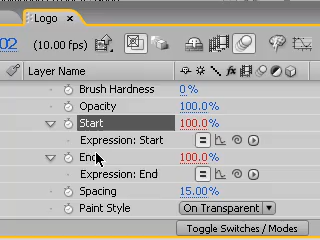 Logo ×
02 (10.00 fps)
Layer Name
Brush Hardness 0%
Opacity 100.0%
Start 100.0%
Expression: Start
End 100.0%
Expression: End
Spacing 15.00%
Paint Style On Transparent
Toggle Switches / Modes